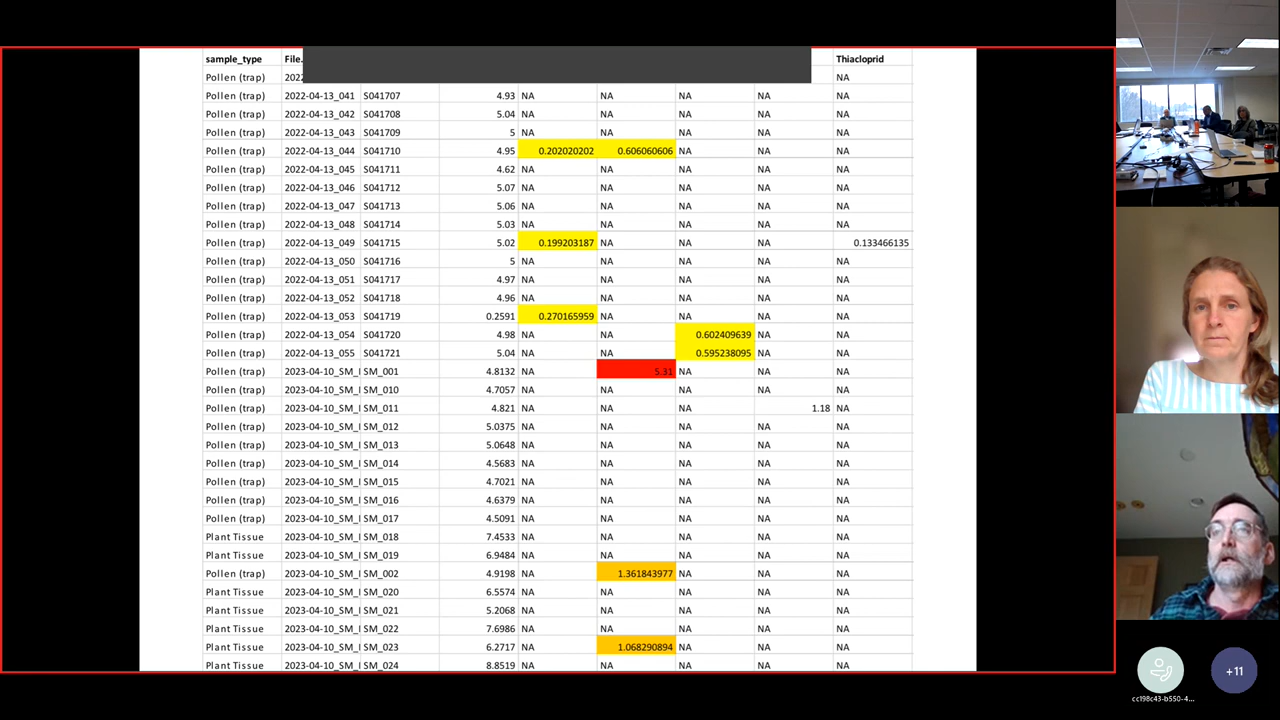 sample_type File. Thiacloprid
Pollen (trap) 2022 NA
Pollen (trap) 2022-04-13_041 S041707 4.93 NA NA NA NA NA
Pollen (trap) 2022-04-13_042 S041708 5.04 NA NA NA NA NA
Pollen (trap) 2022-04-13_043 S041709 5 NA NA NA NA NA
Pollen (trap) 2022-04-13_044 S041710 4.95 0.202020202 0.606060606 NA NA NA
Pollen (trap) 2022-04-13_045 S041711 4.62 NA NA NA NA NA
Pollen (trap) 2022-04-13_046 S041712 5.07 NA NA NA NA NA
Pollen (trap) 2022-04-13_047 S041713 5.06 NA NA NA NA NA
Pollen (trap) 2022-04-13_048 S041714 5.03 NA NA NA NA NA
Pollen (trap) 2022-04-13_049 S041715 5.02 0.199203187 NA NA NA 0.133466135
Pollen (trap) 2022-04-13_050 S041716 5 NA NA NA NA NA
Pollen (trap) 2022-04-13_051 S041717 4.97 NA NA NA NA NA
Pollen (trap) 2022-04-13_052 S041718 4.96 NA NA NA NA NA
Pollen (trap) 2022-04-13_053 S041719 0.2591 0.270165959 NA NA NA NA
Pollen (trap) 2022-04-13_054 S041720 4.98 NA NA 0.602409639 NA NA
Pollen (trap) 2022-04-13_055 S041721 5.04 NA NA 0.595238095 NA NA
Pollen (trap) 2023-04-10_SM_ SM_001 4.8132 NA 5.31 NA NA NA
Pollen (trap) 2023-04-10_SM_ SM_010 4.7057 NA NA NA NA NA
Pollen (trap) 2023-04-10_SM_ SM_011 4.821 NA NA NA 1.18 NA
Pollen (trap) 2023-04-10_SM_ SM_012 5.0375 NA NA NA NA NA
Pollen (trap) 2023-04-10_SM_ SM_013 5.0648 NA NA NA NA NA
Pollen (trap) 2023-04-10_SM_ SM_014 4.5683 NA NA NA NA NA
Pollen (trap) 2023-04-10_SM_ SM_015 4.7021 NA NA NA NA NA
Pollen (trap) 2023-04-10_SM_ SM_016 4.6379 NA NA NA NA NA
Pollen (trap) 2023-04-10_SM_ SM_017 4.5091 NA NA NA NA NA
Plant Tissue 2023-04-10_SM_ SM_018 7.4533 NA NA NA NA NA
Plant Tissue 2023-04-10_SM_ SM_019 6.9484 NA NA NA NA NA
Pollen (trap) 2023-04-10_SM_ SM_002 4.9198 NA 1.361843977 NA NA NA
Plant Tissue 2023-04-10_SM_ SM_020 6.5574 NA NA NA NA NA
Plant Tissue 2023-04-10_SM_ SM_021 5.2068 NA NA NA NA NA
Plant Tissue 2023-04-10_SM_ SM_022 7.6986 NA NA NA NA NA
Plant Tissue 2023-04-10_SM_ SM_023 6.2717 NA 1.068290894 NA NA NA
Plant Tissue 2023-04-10_SM_ SM_024 8.8519 NA NA NA NA NA
+11
cc198c43-b550-4...